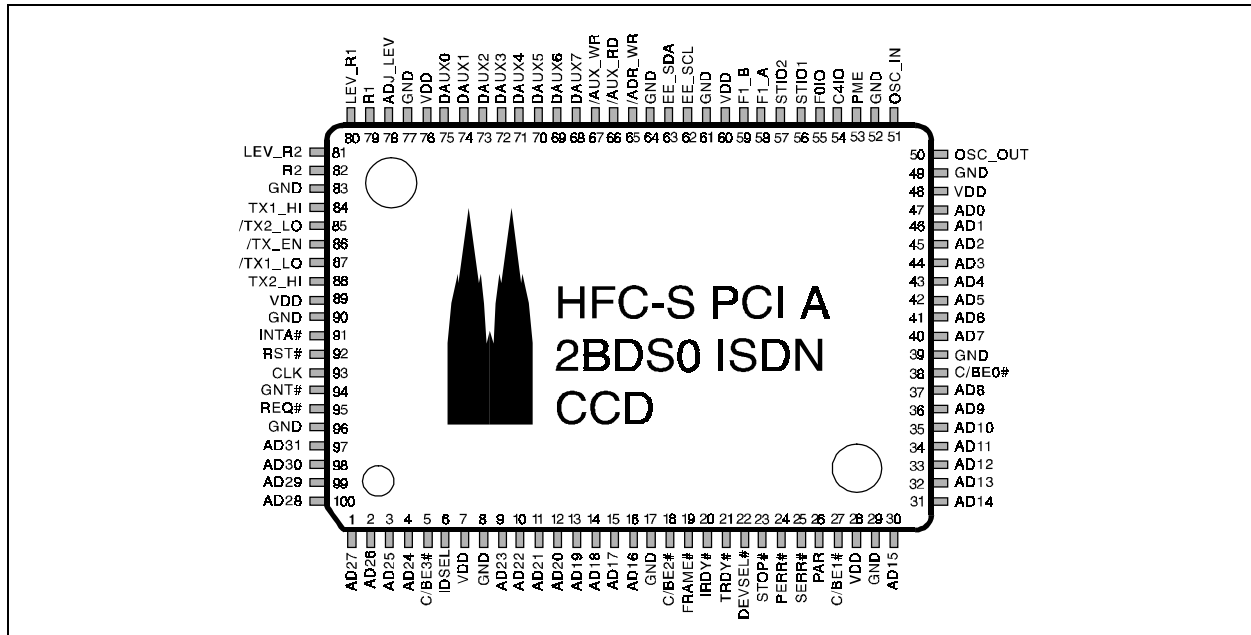 LEV_R1 R1 ADJ_LEV GND VDD DAUX0 DAUX1 DAUX2 DAUX3 DAUX4 DAUX5 DAUX6 DAUX7 /AUX_WR /AUX_RD /ADR_WR GND EE_SDA EE_SCL GND VDD F1_B F1_A STIO2 STIO1 F0IO C4IO PME GND OSC_IN
80 79 78 77 76 75 74 73 72 71 70 69 68 67 66 65 64 63 62 61 60 59 58 57 56 55 54 53 52 51
LEV_R2 81
R2 82
GND 83
TX1_HI 84
/TX2_LO 85
/TX_EN 86
/TX1_LO 87
TX2_HI 88
VDD 89
GND 90
INTA# 91
RST# 92
CLK 93
GNT# 94
REQ# 95
GND 96
AD31 97
AD30 98
AD29 99
AD28 100
HFC-S PCI A
2BDS0 ISDN
CCD
50 OSC_OUT
49 GND
48 VDD
47 AD0
46 AD1
45 AD2
44 AD3
43 AD4
42 AD5
41 AD6
40 AD7
39 GND
38 C/BE0#
37 AD8
36 AD9
35 AD10
34 AD11
33 AD12
32 AD13
31 AD14
1 2 3 4 5 6 7 8 9 10 11 12 13 14 15 16 17 18 19 20 21 22 23 24 25 26 27 28 29 30
AD27 AD26 AD25 AD24 C/BE3# IDSEL VDD GND AD23 AD22 AD21 AD20 AD19 AD18 AD17 AD16 GND C/BE2# FRAME# IRDY# TRDY# DEVSEL# STOP# PERR# SERR# PAR C/BE1# VDD GND AD15